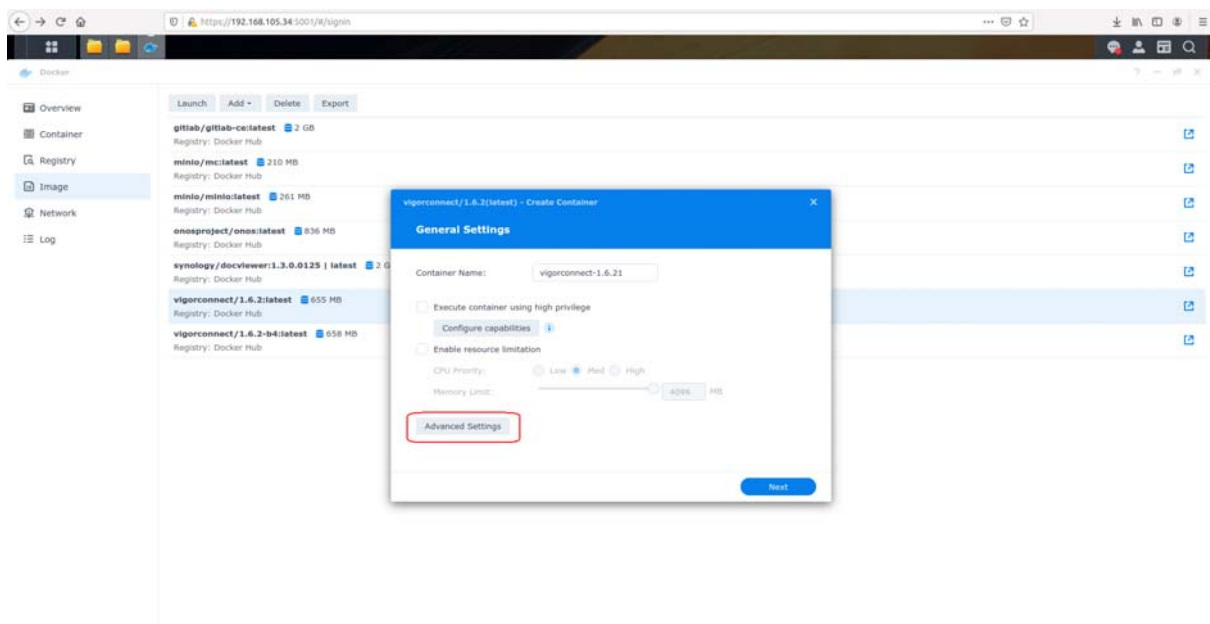 https://192.168.105.34:5001/#/signin
Docker
Overview
Container
Registry
Image
Network
Log
Launch Add Delete Export
gitlab/gitlab-ce:latest 2 GB
Registry: Docker Hub
minio/mc:latest 210 MB
Registry: Docker Hub
minio/minio:latest 261 MB
Registry: Docker Hub
onosproject/onos:latest 836 MB
Registry: Docker Hub
synology/docviewer:1.3.0.0125 | latest 2 G
Registry: Docker Hub
vigorconnect/1.6.2:latest 655 MB
Registry: Docker Hub
vigorconnect/1.6.2-b4:latest 658 MB
Registry: Docker Hub
vigorconnect/1.6.2(latest) - Create Container
General Settings
Container Name: vigorconnect-1.6.21
Execute container using high privilege
Configure capabilities
Enable resource limitation
CPU Priority: Low Med High
Memory Limit: 4096 MB
Advanced Settings
Next